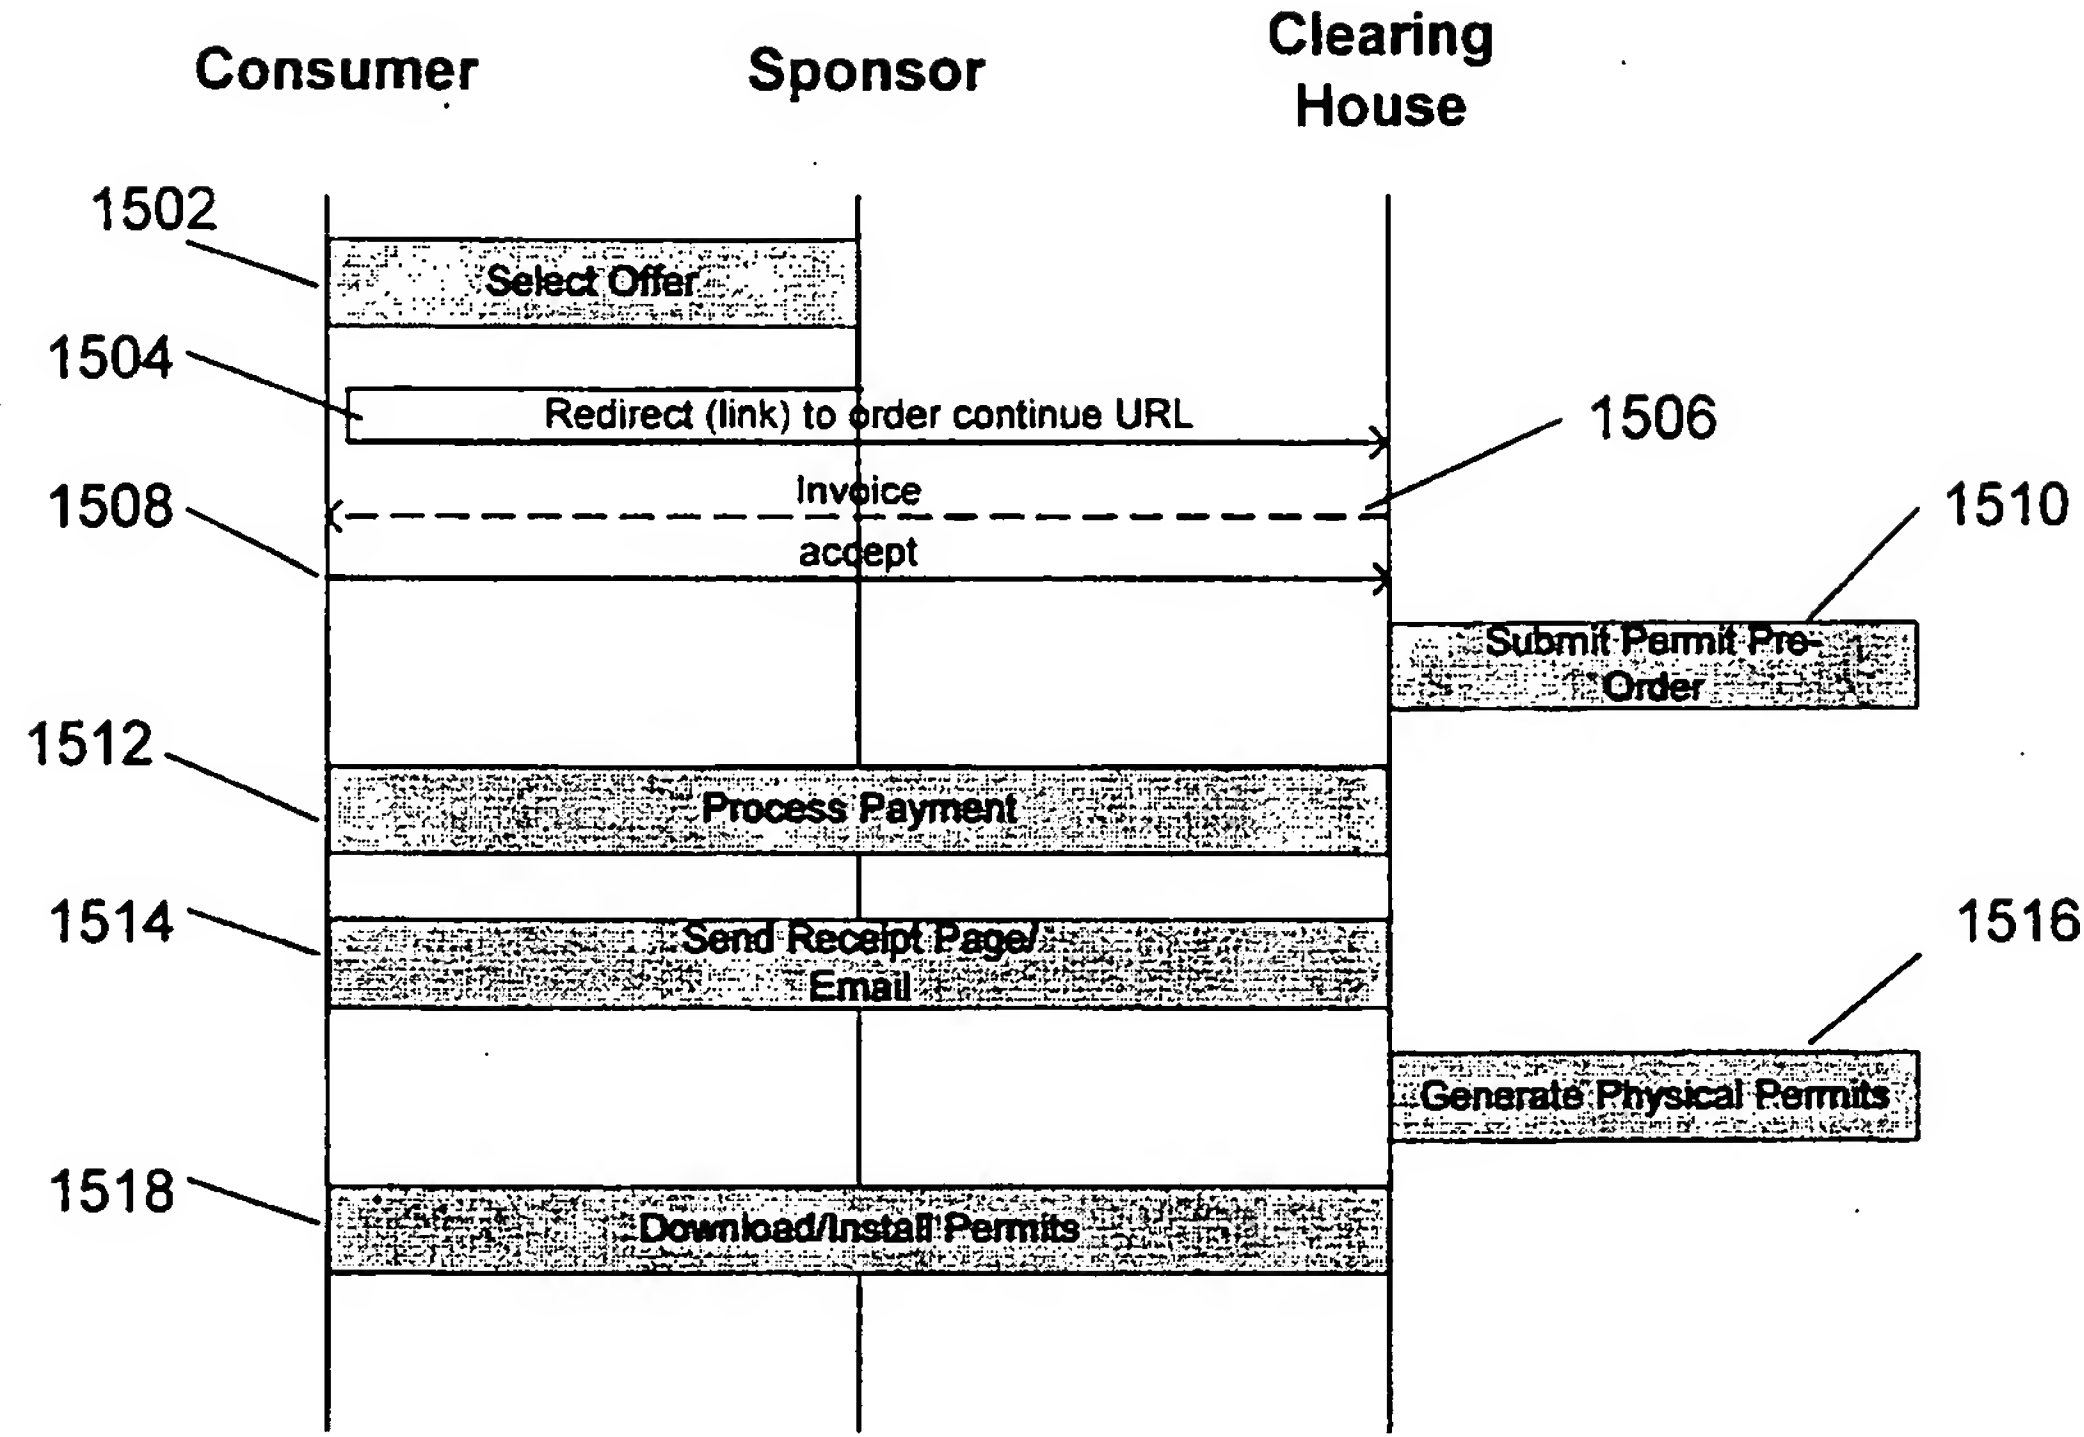 Consumer
Sponsor
Clearing
House
1502
Select Offer
1504
Redirect (link) to order continue URL
1506
Invoice
1508
accept
1510
Submit Permit Pre-
Order
1512
Process Payment
1514
Send Receipt Page/
Email
1516
Generate Physical Permits
1518
Download/Install Permits